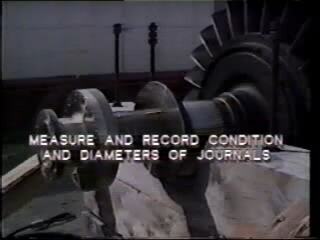 MEASURE AND RECORD CONDITION
AND DIAMETERS OF JOURNALS